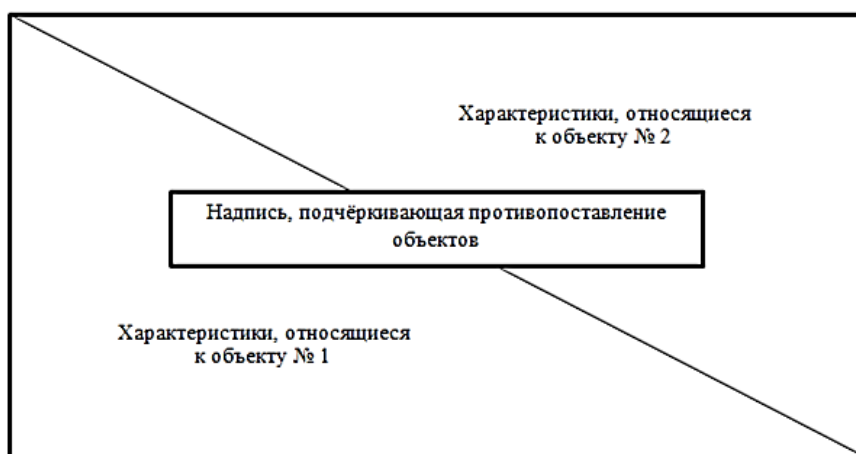 Характеристики, относящиеся
к объекту № 2
Надпись, подчёркивающая противопоставление
объектов
Характеристики, относящиеся
к объекту № 1